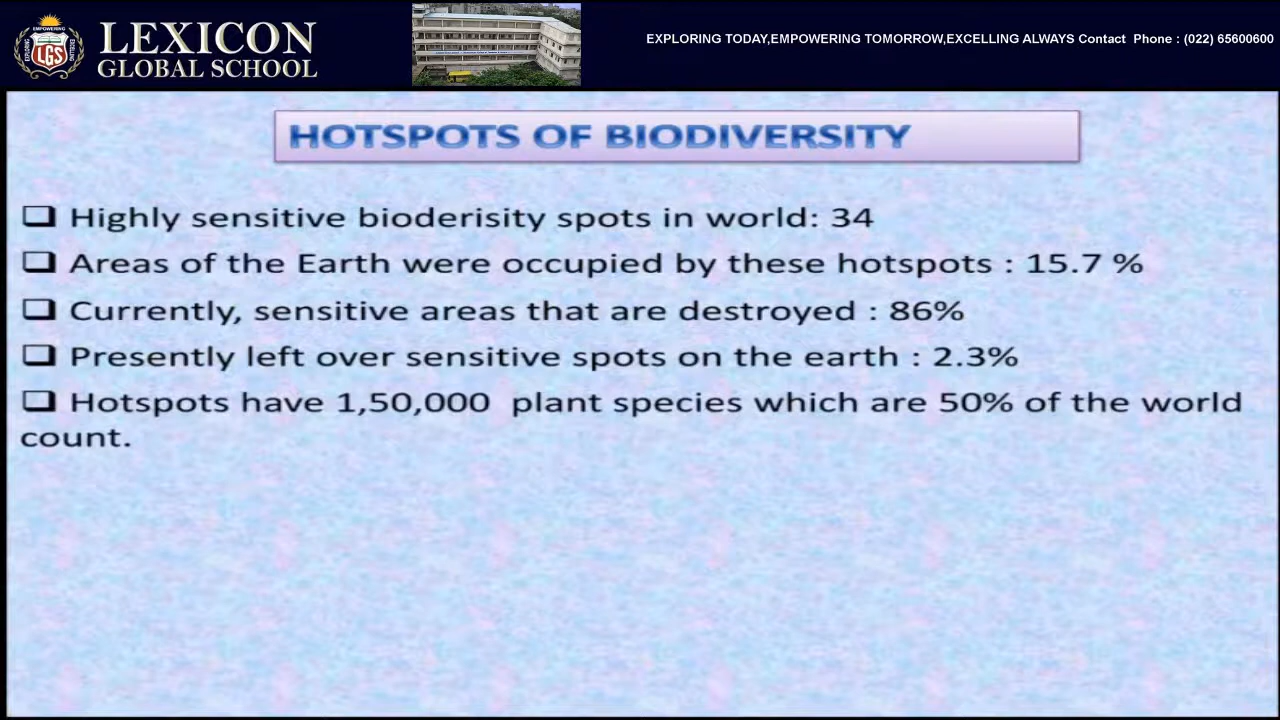 EMPOWERING
LGS
LEXICON
GLOBAL SCHOOL
EXPLORING TODAY,EMPOWERING TOMORROW,EXCELLING ALWAYS Contact Phone : (022) 65600600
HOTSPOTS OF BIODIVERSITY
❑ Highly sensitive bioderisity spots in world: 34
❑ Areas of the Earth were occupied by these hotspots : 15.7 %
❑ Currently, sensitive areas that are destroyed : 86%
❑ Presently left over sensitive spots on the earth : 2.3%
❑ Hotspots have 1,50,000 plant species which are 50% of the world
count.